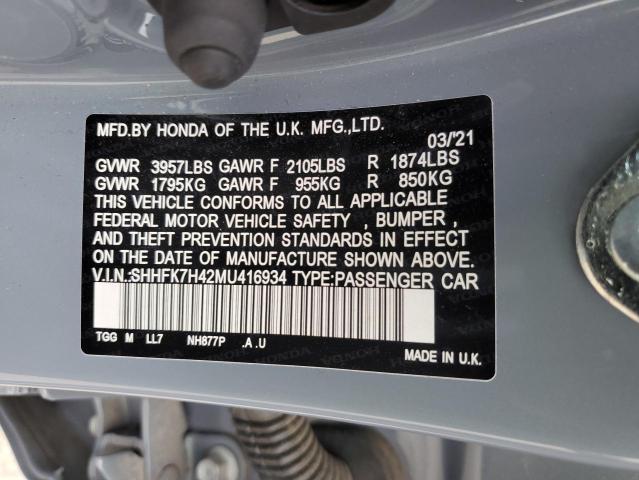 MFD.BY HONDA OF THE U.K. MFG.,LTD.
03/'21
GVWR 3957LBS GAWR F 2105LBS R 1874LBS
GVWR 1795KG GAWR F 955KG R 850KG
THIS VEHICLE CONFORMS TO ALL APPLICABLE
FEDERAL MOTOR VEHICLE SAFETY , BUMPER ,
AND THEFT PREVENTION STANDARDS IN EFFECT
ON THE DATE OF MANUFACTURE SHOWN ABOVE.
V.I.N.:SHHFK7H42MU416934 TYPE:PASSENGER CAR
TGG M LL7 NH877P .A.U
MADE IN U.K.